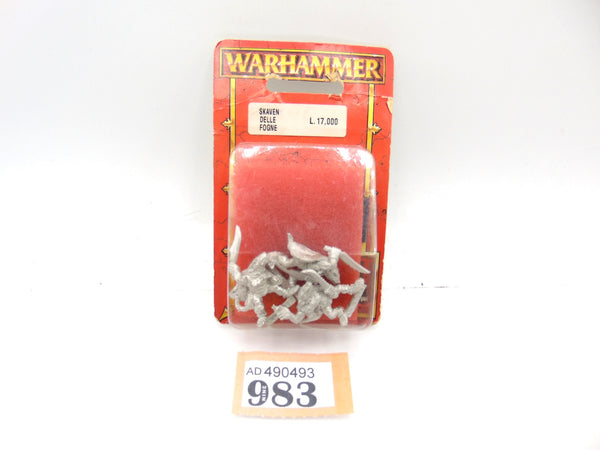 WARHAMMER
SKAVEN
DELLE L. 17,000
FOGNE
AD 490493
983